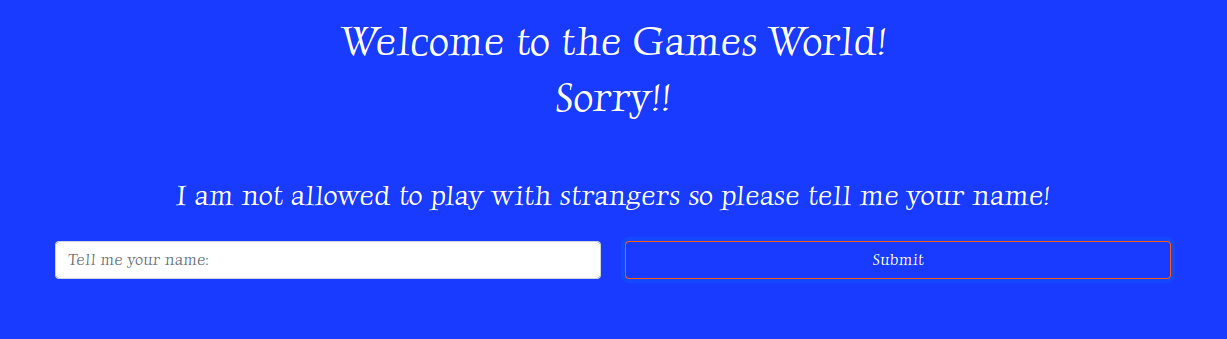 Welcome to the Games World!
Sorry!!
I am not allowed to play with strangers so please tell me your name!
Tell me your name:
Submit